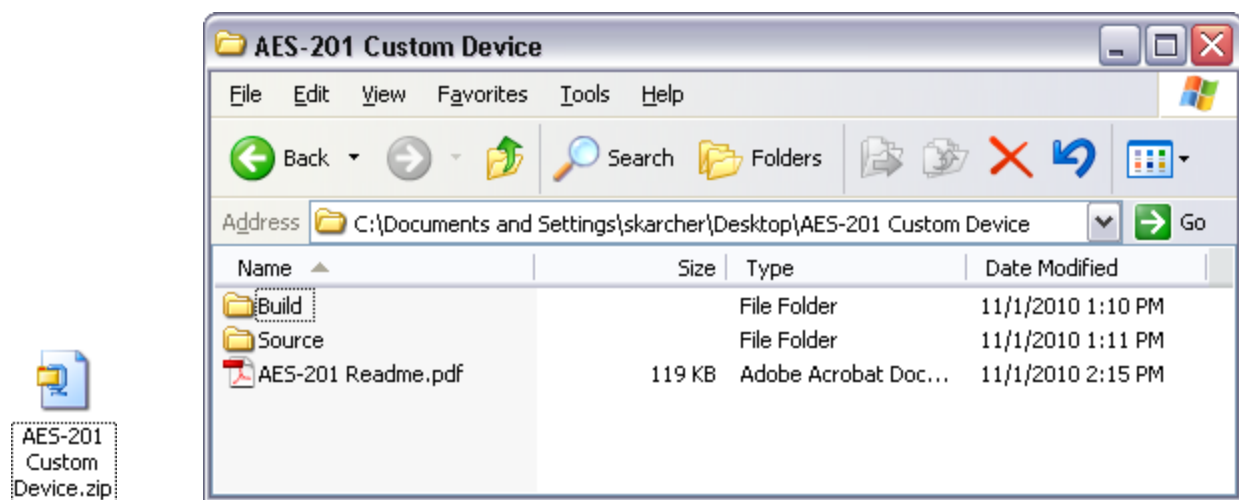 AES-201 Custom Device
File Edit View Favorites Tools Help
Back Search Folders
Address C:\Documents and Settings\skarcher\Desktop\AES-201 Custom Device Go
Name Size Type Date Modified
Build File Folder 11/1/2010 1:10 PM
Source File Folder 11/1/2010 1:11 PM
AES-201 Readme.pdf 119 KB Adobe Acrobat Doc... 11/1/2010 2:15 PM
AES-201
Custom
Device.zip